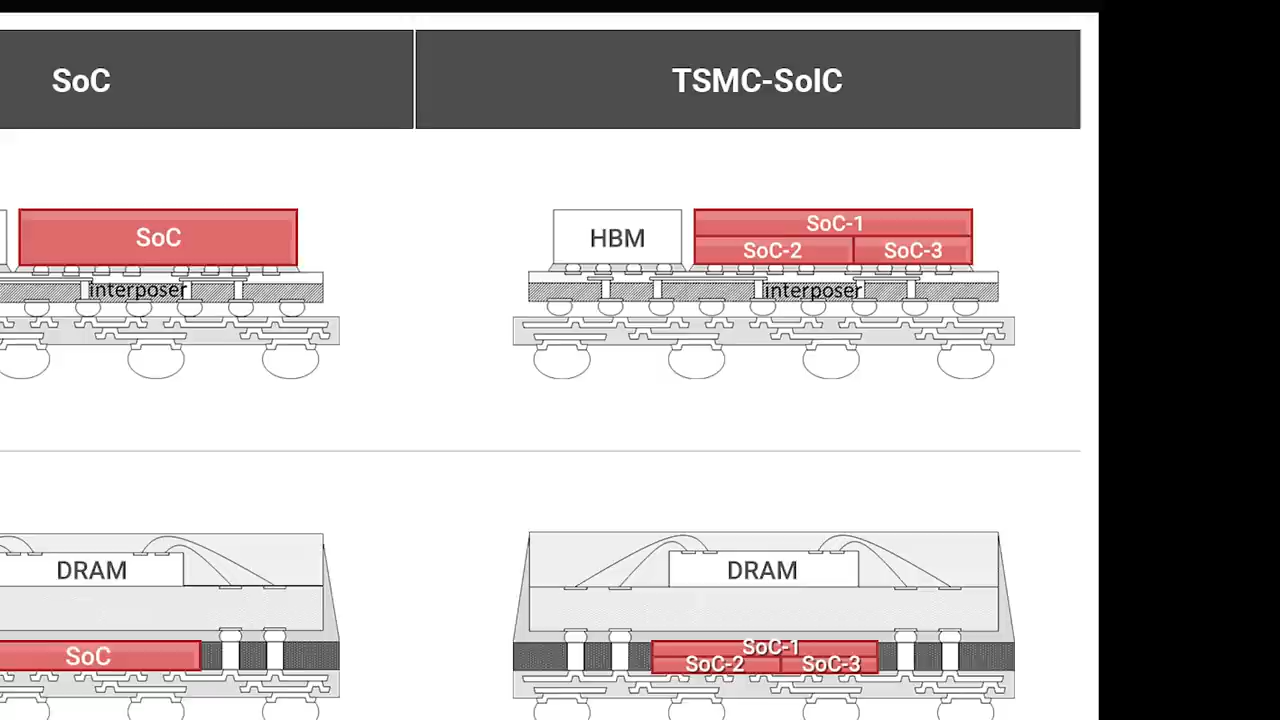 SoC
TSMC-SoIC
SoC
interposer
HBM
SoC-1
SoC-2
SoC-3
interposer
DRAM
SoC
DRAM
SoC-1
SoC-2
SoC-3